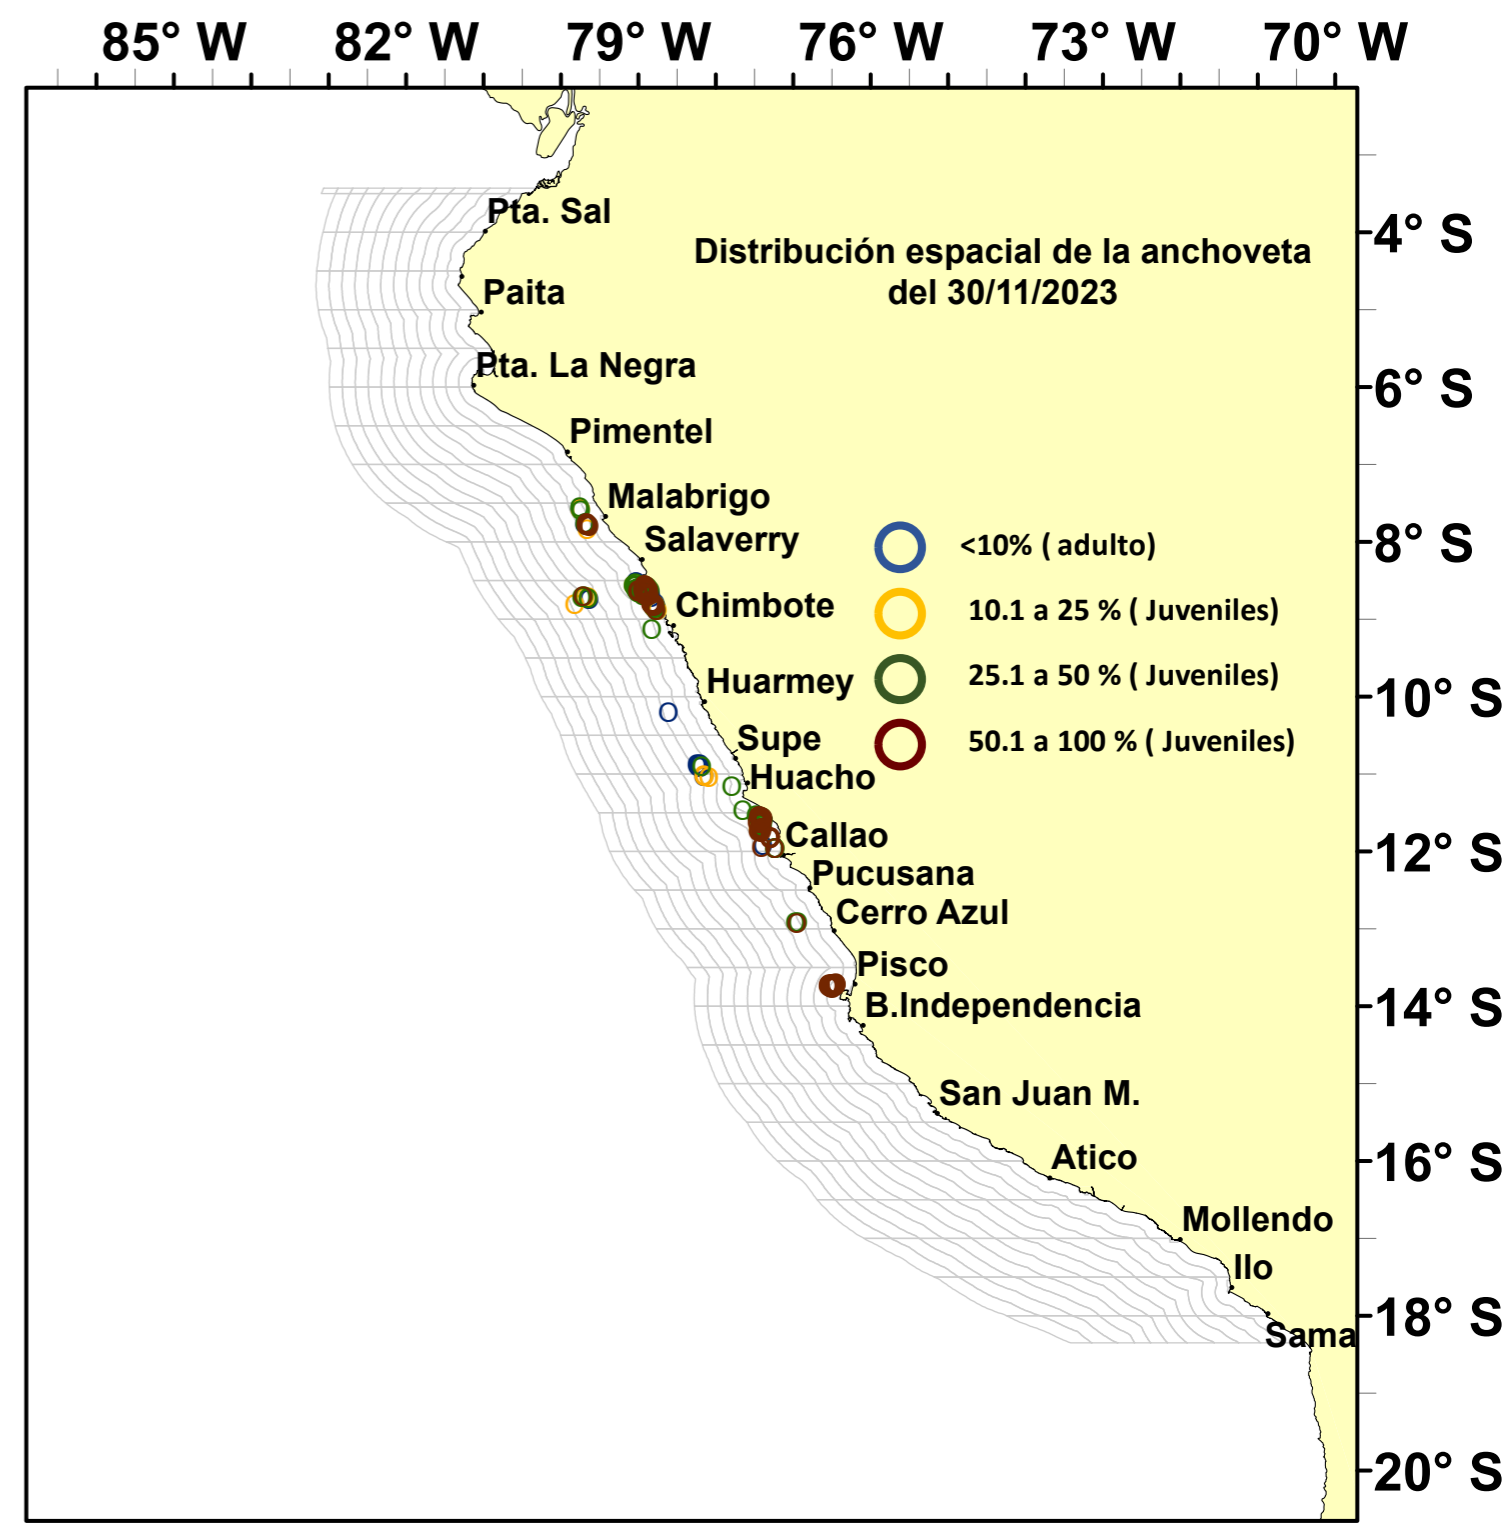 85° W 82° W 79° W 76° W 73° W 70° W
Pta. Sal
4° S
Distribución espacial de la anchoveta
del 30/11/2023
Paita
Pta. La Negra
6° S
Pimentel
Malabrigo
Salaverry
8° S
<10% ( adulto)
Chimbote
10.1 a 25 % ( Juveniles)
Huarmey
25.1 a 50 % ( Juveniles)
10° S
Supe
50.1 a 100 % ( Juveniles)
Huacho
Callao
12° S
Pucusana
Cerro Azul
Pisco
B.Independencia
14° S
San Juan M.
Atico
16° S
Mollendo
Ilo
18° S
Sama
20° S